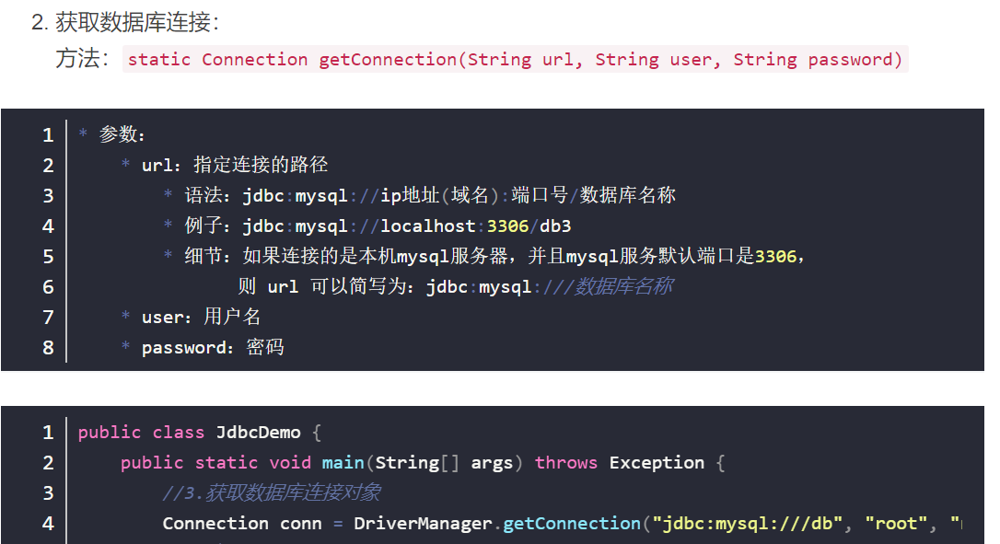 2. 获取数据库连接：
方法： static Connection getConnection(String url, String user, String password)
1 * 参数：
2 * url：指定连接的路径
3 * 语法：jdbc:mysql://ip地址(域名):端口号/数据库名称
4 * 例子：jdbc:mysql://localhost:3306/db3
5 * 细节：如果连接的是本机mysql服务器，并且mysql服务默认端口是3306，
6 则 url 可以简写为：jdbc:mysql:///数据库名称
7 * user：用户名
8 * password：密码
1 public class JdbcDemo {
2 public static void main(String[] args) throws Exception {
3 //3.获取数据库连接对象
4 Connection conn = DriverManager.getConnection("jdbc:mysql:///db", "root", "